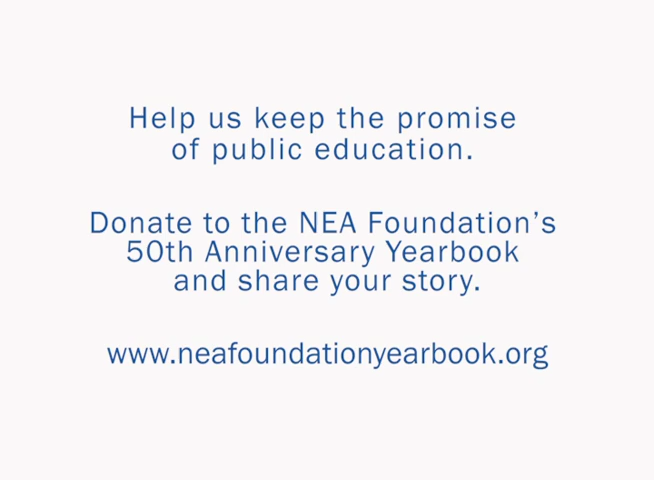 Help us keep the promise
of public education.
Donate to the NEA Foundation’s
50th Anniversary Yearbook
and share your story.
www.neafoundationyearbook.org